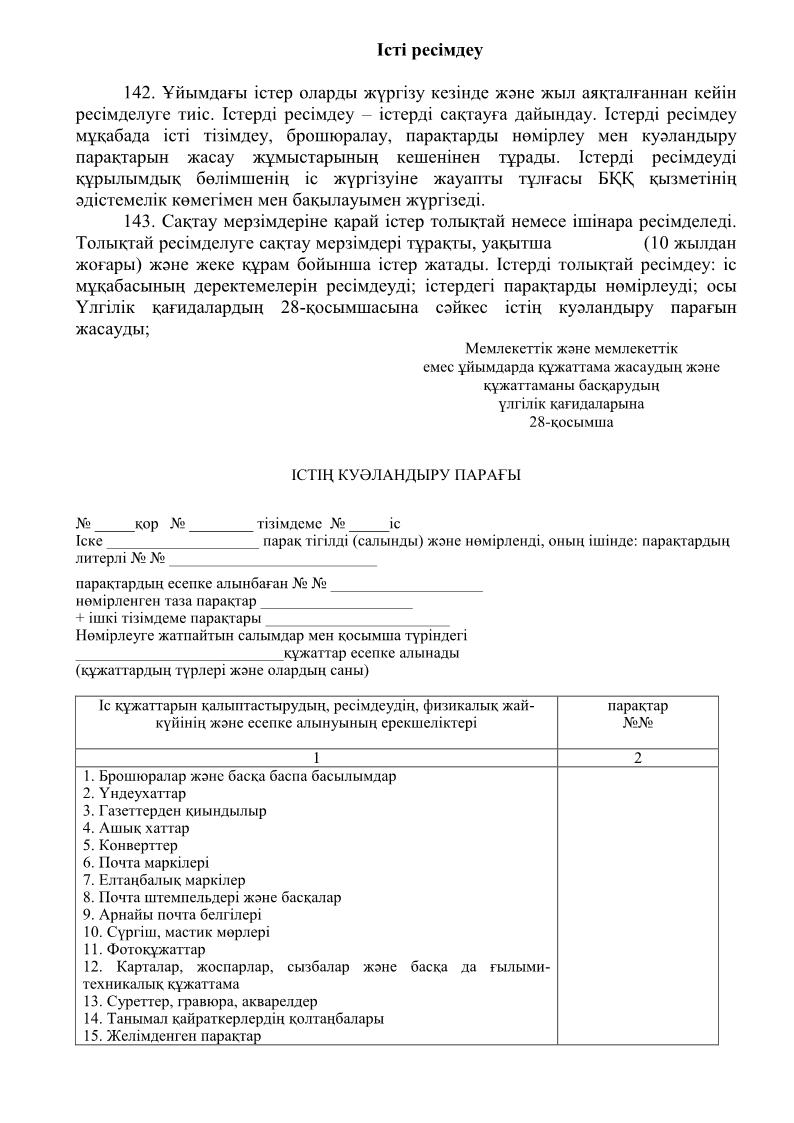 Істі ресімдеу
142. Ұйымдағы істер оларды жүргізу кезінде және жыл аяқталғаннан кейін
ресімделуге тиіс. Істерді ресімдеу – істерді сақтауға дайындау. Істерді ресімдеу
мұқабада істі тізімдеу, брошюралау, парақтарды нөмірлеу мен куәландыру
парақтарын жасау жұмыстарының кешенінен тұрады. Істерді ресімдеуді
құрылымдық бөлімшенің іс жүргізуіне жауапты тұлғасы БҚҚ қызметінің
әдістемелік көмегімен мен бақылауымен жүргізеді.
143. Сақтау мерзімдеріне қарай істер толықтай немесе ішінара ресімделеді.
Толықтай ресімделуге сақтау мерзімдері тұрақты, уақытша (10 жылдан
жоғары) және жеке құрам бойынша істер жатады. Істерді толықтай ресімдеу: іс
мұқабасының деректемелерін ресімдеуді; істердегі парақтарды нөмірлеуді; осы
Үлгілік қағидалардың 28-қосымшасына сәйкес істің куәландыру парағын
жасауды;
Мемлекеттік және мемлекеттік
емес ұйымдарда құжаттама жасаудың және
құжаттаманы басқарудың
үлгілік қағидаларына
28-қосымша
ІСТІҢ КУӘЛАНДЫРУ ПАРАҒЫ
№ _____қор № ________ тізімдеме № _____іс
Іске ___________________ парақ тігілді (салынды) және нөмірленді, оның ішінде: парақтардың
литерлі № № __________________________
парақтардың есепке алынбаған № № ___________________
нөмірленген таза парақтар ___________________
+ ішкі тізімдеме парақтары _______________________
Нөмірлеуге жатпайтын салымдар мен қосымша түріндегі
__________________________құжаттар есепке алынады
(құжаттардың түрлері және олардың саны)
Іс құжаттарын қалыптастырудың, ресімдеудің, физикалық жай- парақтар
күйінің және есепке алынуының ерекшеліктері №№
1 2
1. Брошюралар және басқа баспа басылымдар
2. Үндеухаттар
3. Газеттерден қиындылыр
4. Ашық хаттар
5. Конверттер
6. Почта маркілері
7. Елтаңбалық маркілер
8. Почта штемпельдері және басқалар
9. Арнайы почта белгілері
10. Сүргіш, мастик мөрлері
11. Фотоқұжаттар
12. Карталар, жоспарлар, сызбалар және басқа да ғылыми-
техникалық құжаттама
13. Суреттер, гравюра, акварелдер
14. Танымал қайраткерлердің қолтаңбалары
15. Желімденген парақтар